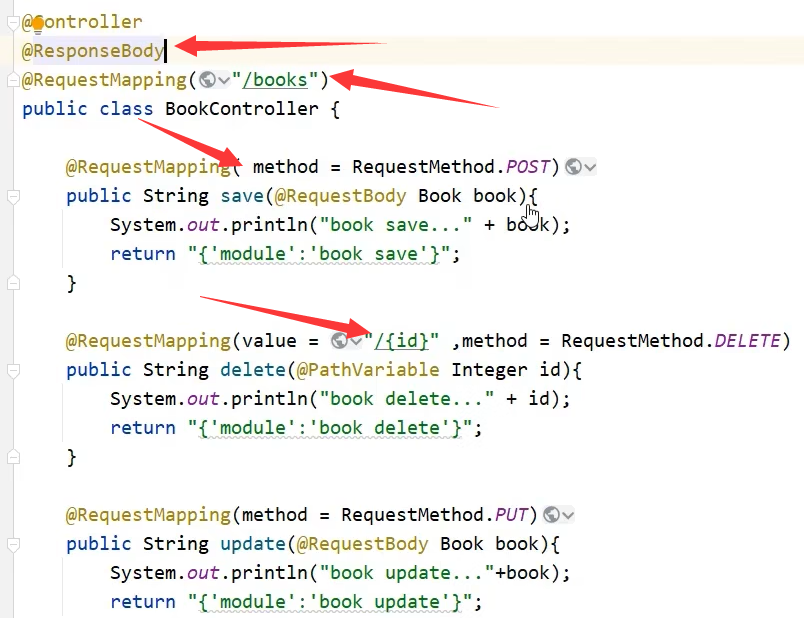 @Controller
@ResponseBody
@RequestMapping("/books")
public class BookController {
@RequestMapping( method = RequestMethod.POST)
public String save(@RequestBody Book book){
System.out.println("book save..." + book);
return "{'module':'book save'}";
}
@RequestMapping(value = "/{id}" ,method = RequestMethod.DELETE)
public String delete(@PathVariable Integer id){
System.out.println("book delete..." + id);
return "{'module':'book delete'}";
}
@RequestMapping(method = RequestMethod.PUT)
public String update(@RequestBody Book book){
System.out.println("book update..."+book);
return "{'module':'book update'}";